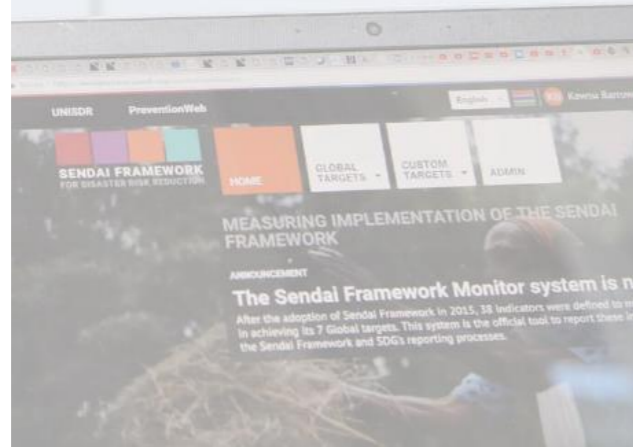 UNISDR PreventionWeb English
SENDAI FRAMEWORK
FOR DISASTER RISK REDUCTION
HOME
GLOBAL
TARGETS
CUSTOM
TARGETS
ADMIN
MEASURING IMPLEMENTATION OF THE SENDAI
FRAMEWORK
ANNOUNCEMENT
The Sendai Framework Monitor system is n
After the adoption of Sendai Framework in 2015, 38 indicators were defined to m
in achieving its 7 Global targets. This system is the official tool to report these in
the Sendai Framework and SDG's reporting processes.